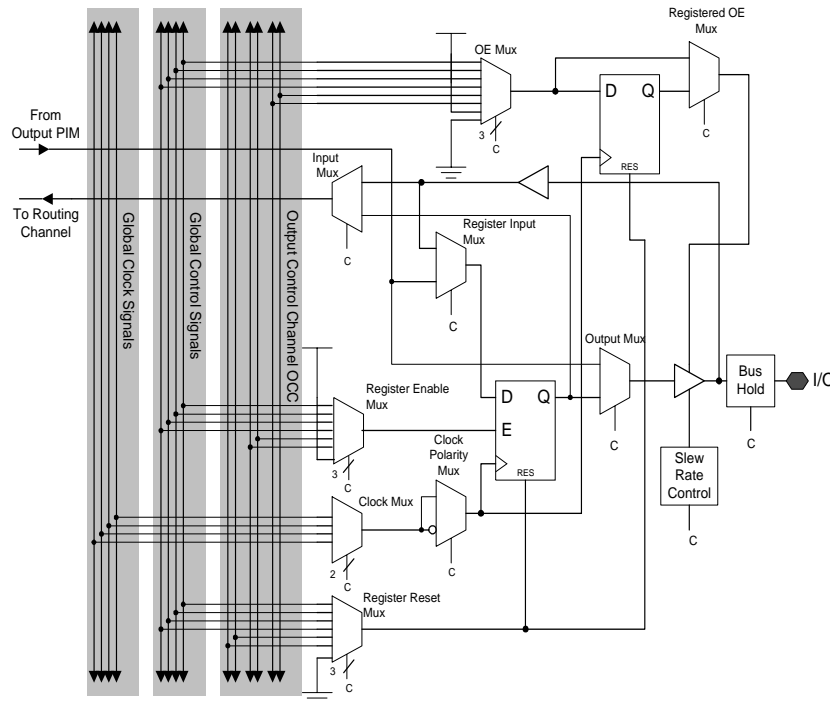 Registered OE
Mux
OE Mux
D
Q
RES
3
C
C
From
Output PIM
Input
Mux
To Routing
Channel
C
Register Input
Mux
C
Global Clock Signals
Global Control Signals
Output Control Channel OCC
Output Mux
C
Bus
Hold
I/O
C
Slew
Rate
Control
C
Register Enable
Mux
3
C
D
Q
E
RES
Clock
Polarity
Mux
C
Clock Mux
2
C
Register Reset
Mux
3
C